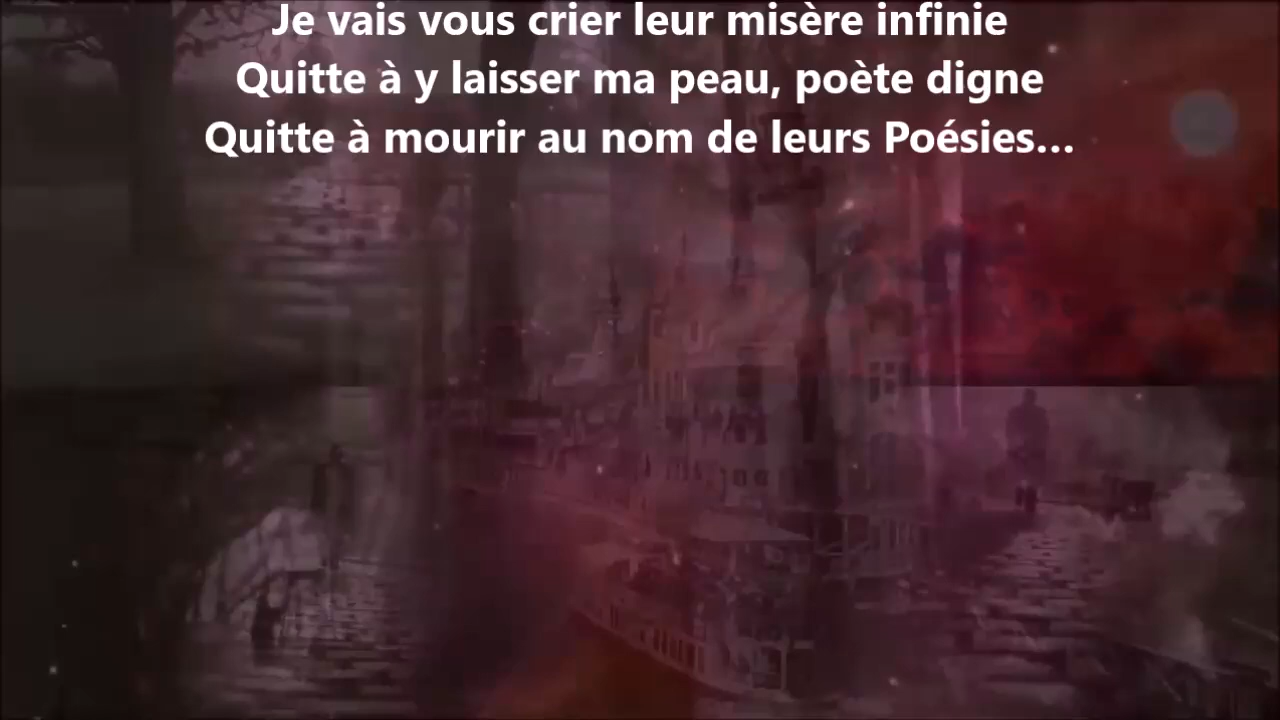 Je vais vous crier leur misère infinie
Quitte à y laisser ma peau, poète digne
Quitte à mourir au nom de leurs Poésies...